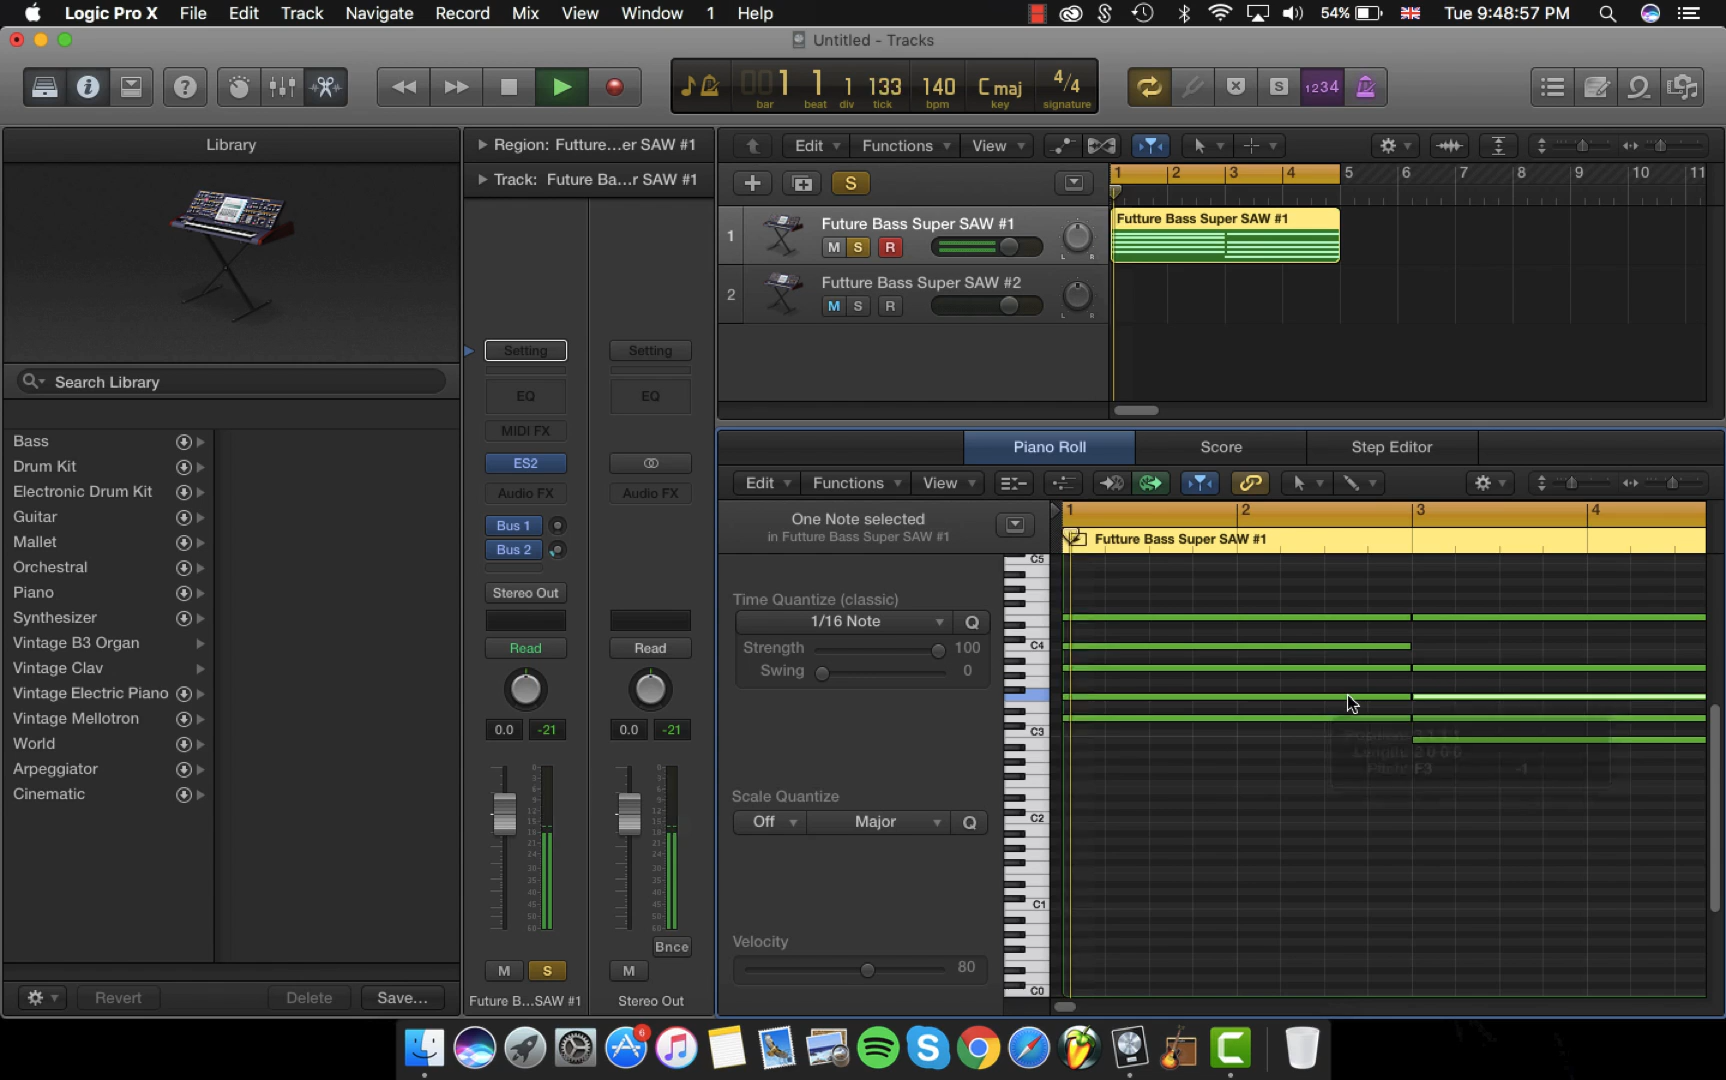 Logic Pro X File Edit Track Navigate Record Mix View Window 1 Help 54% Tue 9:48:57 PM
Untitled - Tracks
001 1 1 133 140 C maj 4/4
bar beat div tick bpm key signature
S 1234
Library
Region: Future...er SAW #1
Edit Functions View
Track: Future Ba...r SAW #1
S
1 2 3 4 5 6 7 8 9 10 11
1 Future Bass Super SAW #1
M S R
L R
Futture Bass Super SAW #1
2 Futture Bass Super SAW #2
M S R
L R
Setting Setting
Search Library
EQ EQ
MIDI FX
ES2
Audio FX Audio FX
Bus 1
Bus 2
Stereo Out
Read Read
0.0 -21 0.0 -21
Bnce
M S M
Future B...SAW #1 Stereo Out
Bass
Drum Kit
Electronic Drum Kit
Guitar
Mallet
Orchestral
Piano
Synthesizer
Vintage B3 Organ
Vintage Clav
Vintage Electric Piano
Vintage Mellotron
World
Arpeggiator
Cinematic
Revert Delete Save...
Piano Roll Score Step Editor
Edit Functions View
One Note selected
in Futture Bass Super SAW #1
1 2 3 4
Futture Bass Super SAW #1
Time Quantize (classic)
1/16 Note Q
Strength 100
Swing 0
Scale Quantize
Off Major Q
Velocity
80
C5
C4
C3
C2
C1
C0
Length: 2 0 0 0
Pitch: F3 -1
6